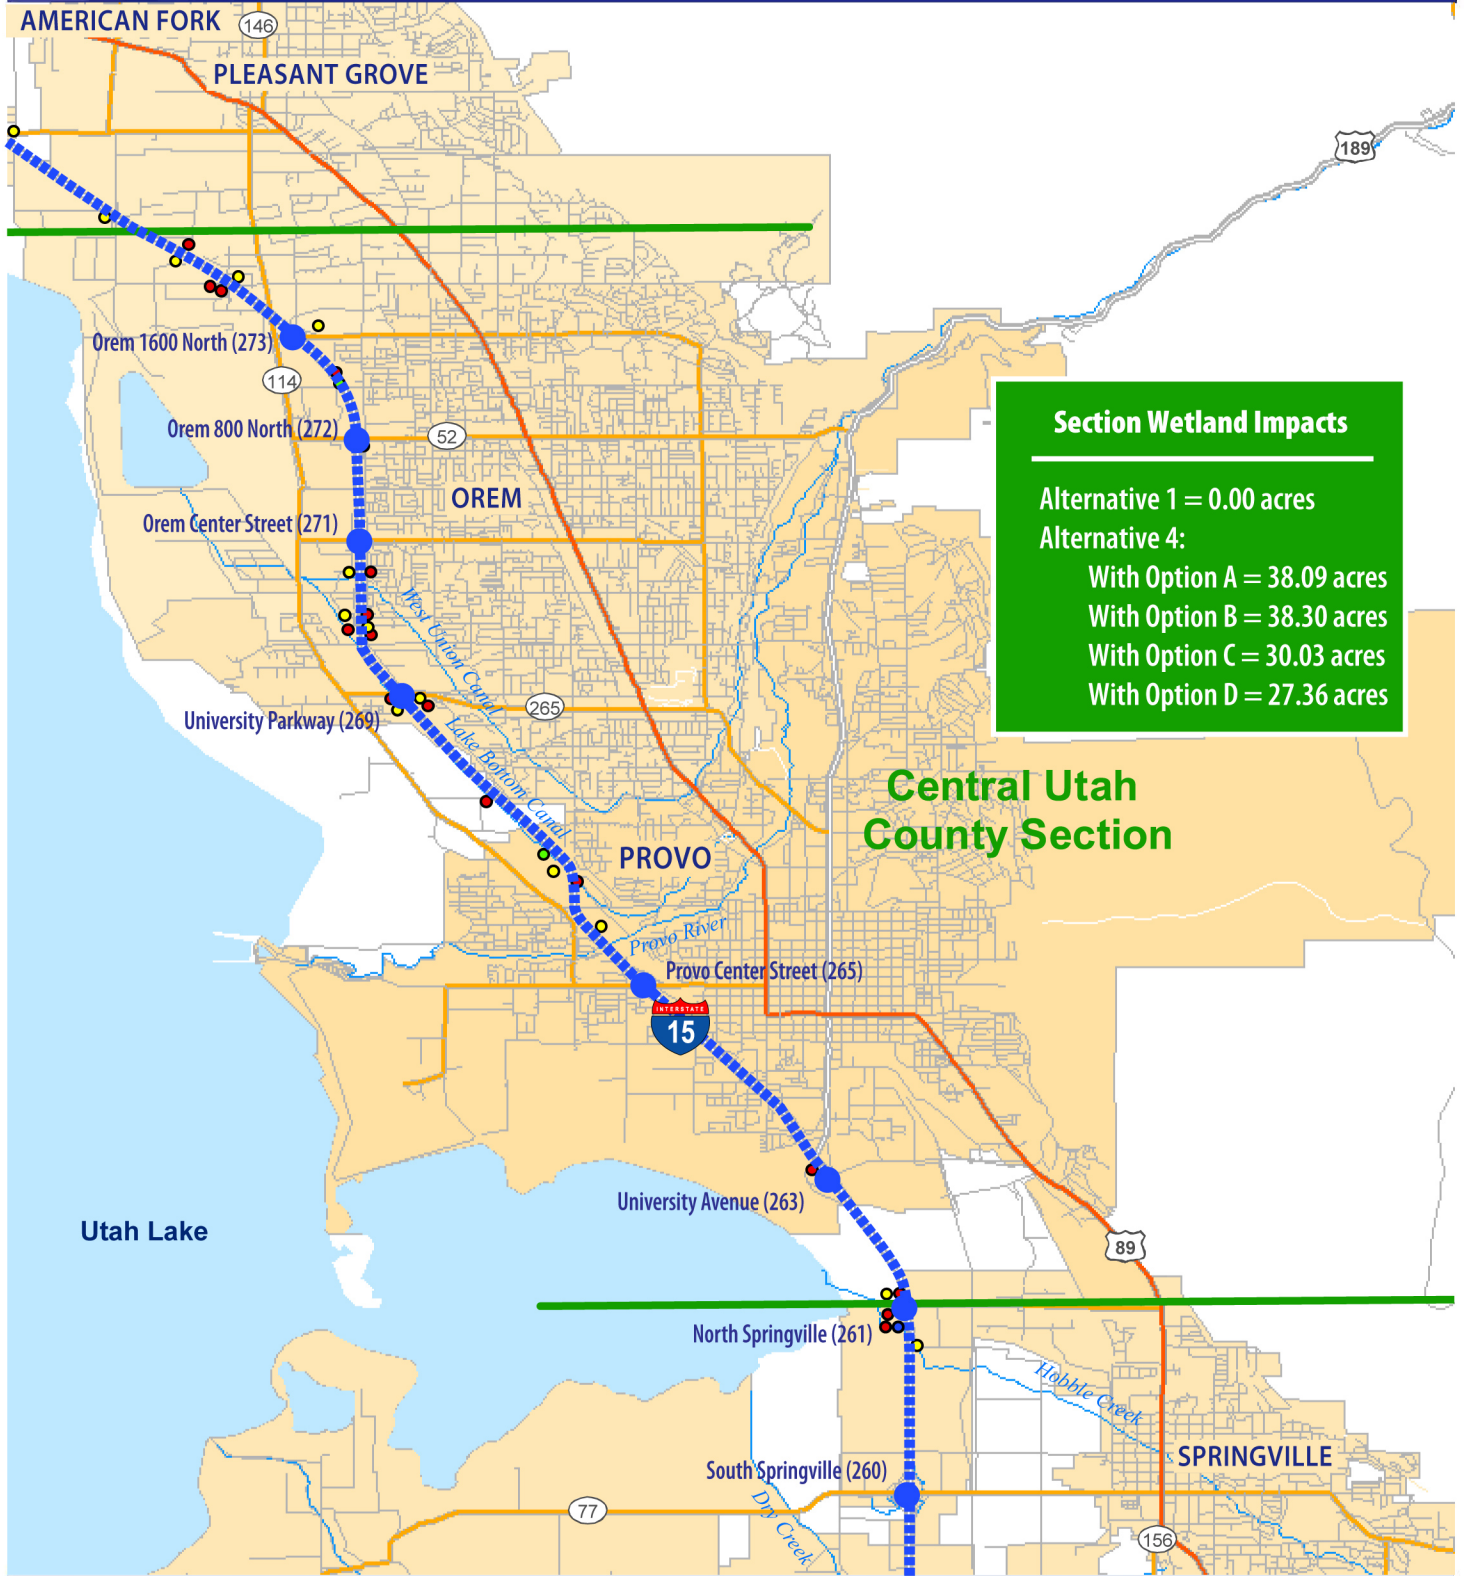 AMERICAN FORK
146
PLEASANT GROVE
189
Orem 1600 North (273)
114
Orem 800 North (272)
52
OREM
Orem Center Street (271)
Section Wetland Impacts
Alternative 1 = 0.00 acres
Alternative 4:
With Option A = 38.09 acres
With Option B = 38.30 acres
With Option C = 30.03 acres
With Option D = 27.36 acres
West Union Canal
University Parkway (269)
265
Lake Bottom Canal
Central Utah
County Section
PROVO
Provo River
Provo Center Street (265)
INTERSTATE
15
University Avenue (263)
Utah Lake
89
North Springville (261)
Hobble Creek
SPRINGVILLE
South Springville (260)
Dry Creek
77
156